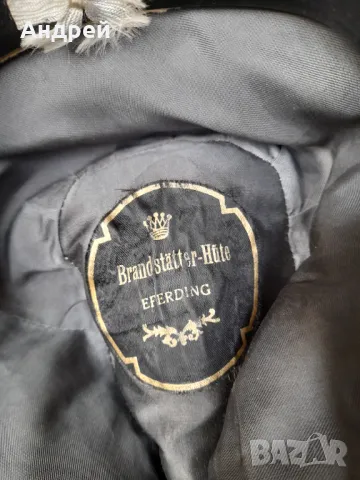 Андрей
Brandstätter-Hüte
EFERDING
BAZAR